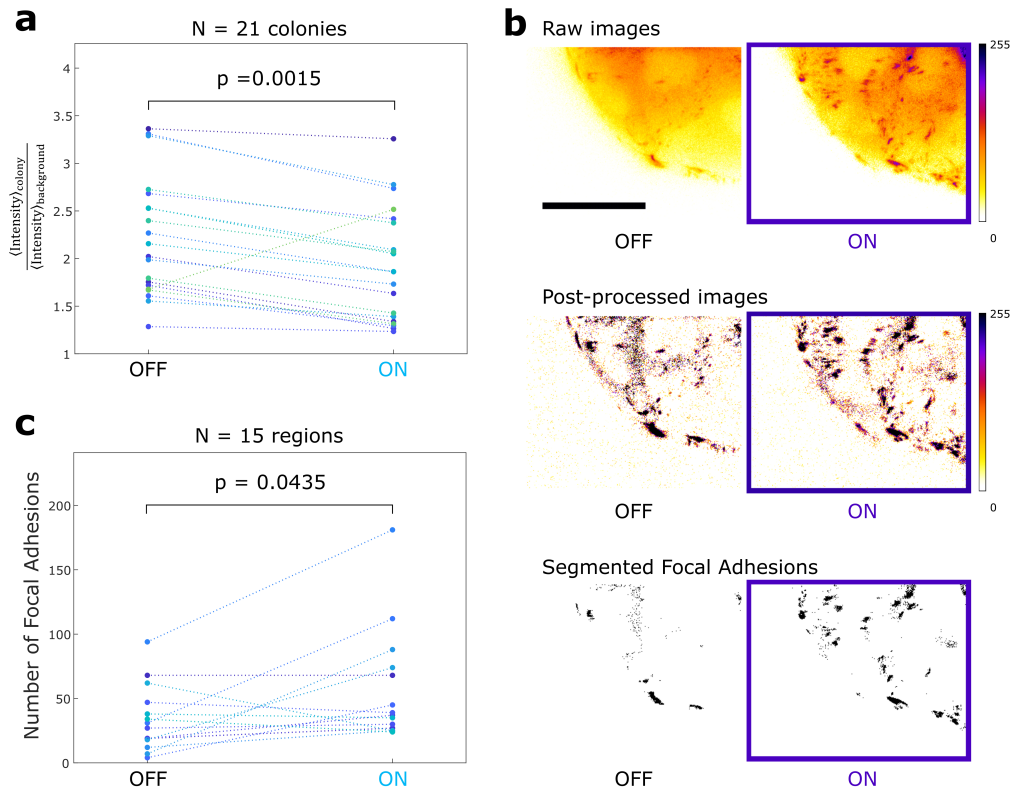 a
N = 21 colonies
p =0.0015
4
3.5
3
2.5
2
1.5
1
⟨Intensity⟩colony
⟨Intensity⟩background
OFF
ON
b
Raw images
255
0
OFF
ON
Post-processed images
255
0
OFF
ON
Segmented Focal Adhesions
OFF
ON
c
N = 15 regions
p = 0.0435
200
150
100
50
0
Number of Focal Adhesions
OFF
ON